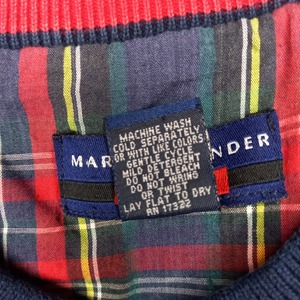 MACHINE WASH
COLD SEPARATELY
OR WITH LIKE COLORS
GENTLE CYCLE
MILD DETERGENT
DO NOT BLEACH
DO NOT WRING
OR TWIST
LAY FLAT TO DRY
RN 17322
MAR NDER